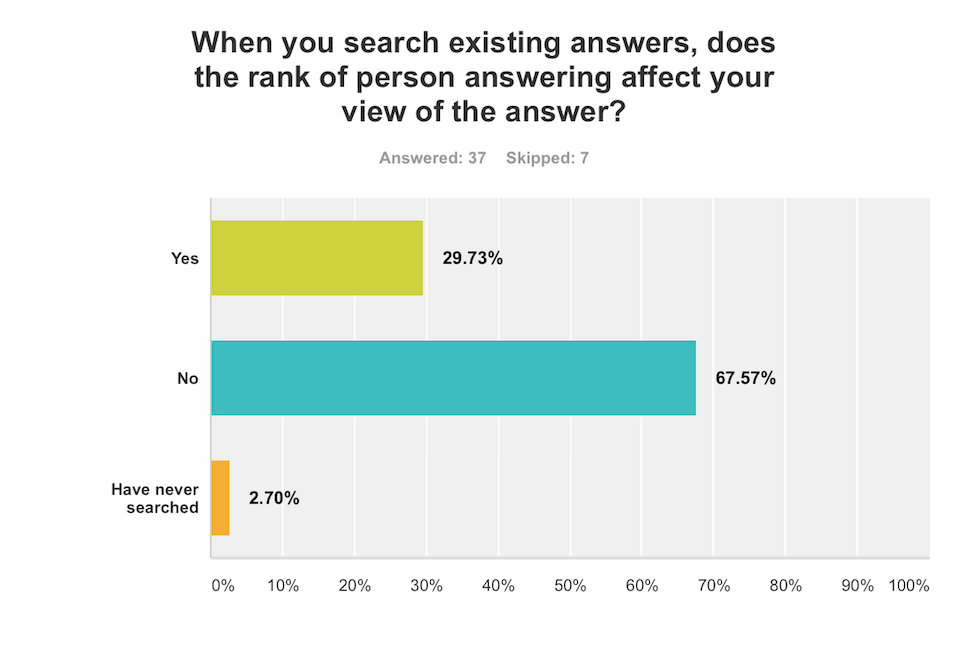 When you search existing answers, does
the rank of person answering affect your
view of the answer?
Answered: 37 Skipped: 7
Yes
29.73%
No
67.57%
Have never
searched
2.70%
0% 10% 20% 30% 40% 50% 60% 70% 80% 90% 100%